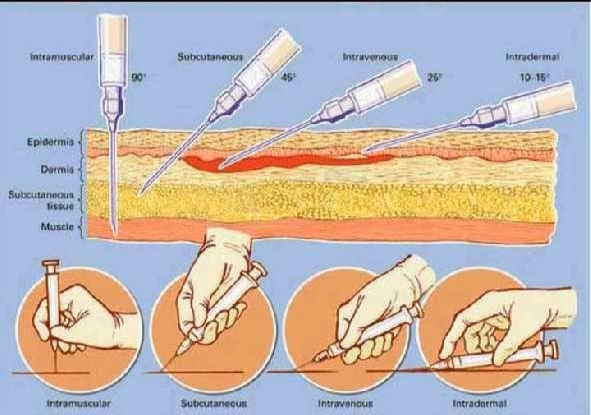 Intramuscular
Subcutaneous
Intravenous
Intradermal
90°
45°
25°
10-15°
Epidermis
Dermis
Subcutaneous
tissue
Muscle
Intramuscular
Subcutaneous
Intravenous
Intradermal